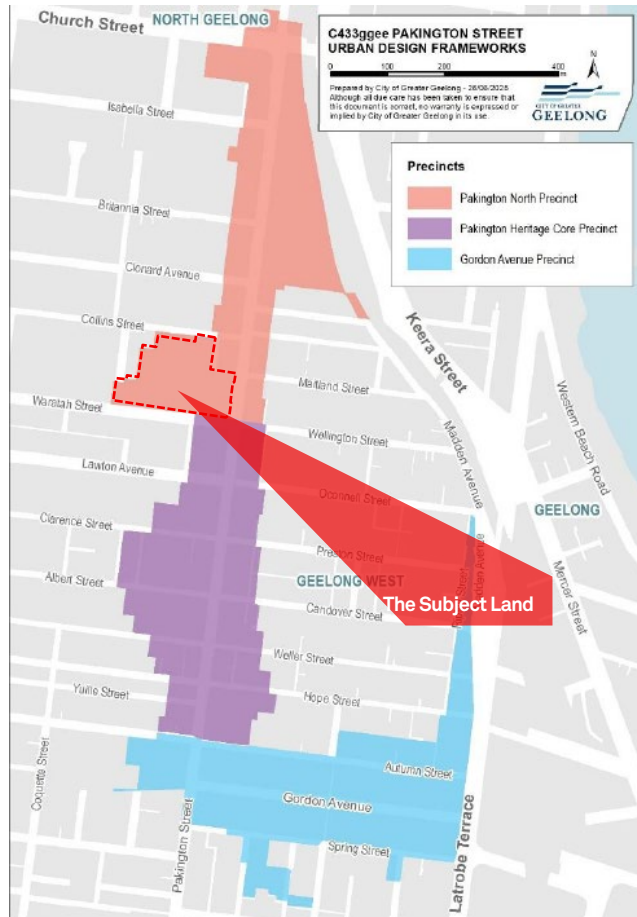 Church Street
NORTH GEELONG
C433ggee PAKINGTON STREET
URBAN DESIGN FRAMEWORKS
0 100 200 400
m
N
Prepared by City of Greater Geelong - 26/06/2025
Although all due care has been taken to ensure that
this document is correct, no warranty is expressed or
implied by City of Greater Geelong in its use.
CITY OF GREATER
GEELONG
Precincts
Pakington North Precinct
Pakington Heritage Core Precinct
Gordon Avenue Precinct
Isabella Street
Britannia Street
Clonard Avenue
Collins Street
Keera Street
Maitland Street
Waratah Street
Wellington Street
Western Beach Road
Madden Avenue
Lawton Avenue
Oconnell Street
GEELONG
Clarence Street
Preston Street
Madden Avenue
Mercer Street
Albert Street
GEELONG WEST
Candover Street
The Subject Land
Weller Street
Yuille Street
Hope Street
Coquette Street
Autumn Street
Gordon Avenue
Pakington Street
Spring Street
Latrobe Terrace